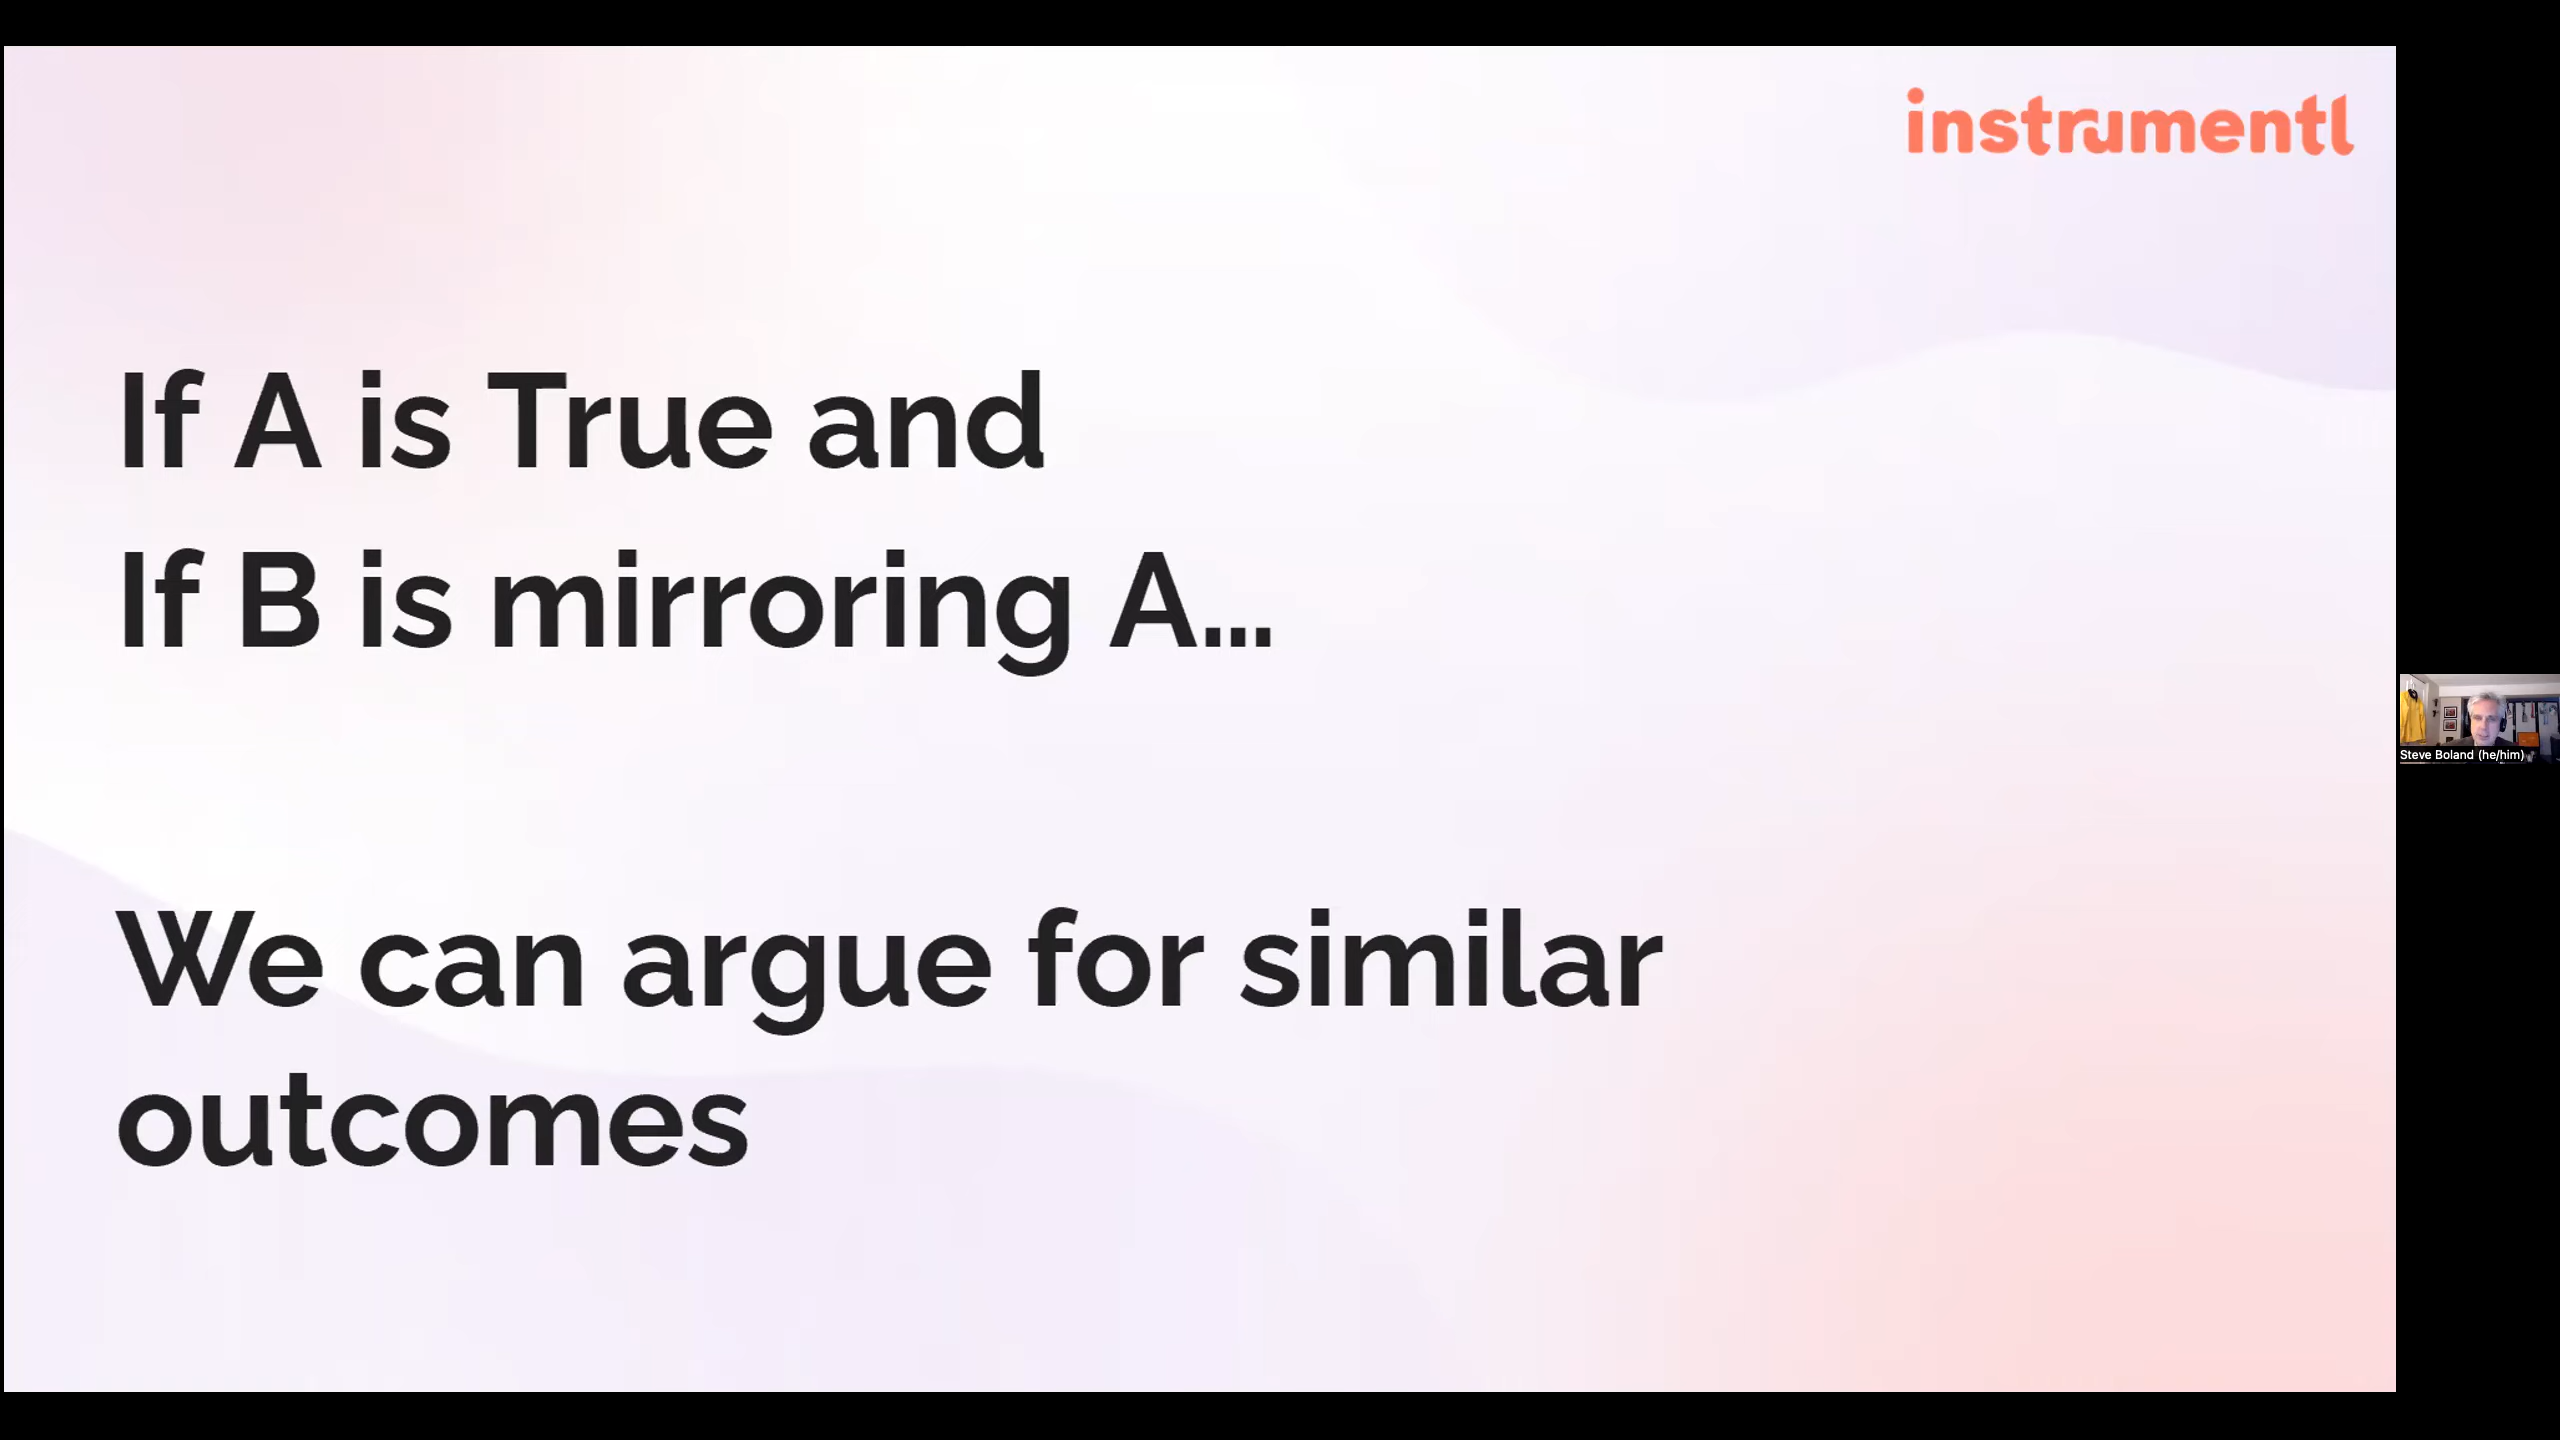 instrumentl
If A is True and
If B is mirroring A...
We can argue for similar
outcomes
Steve Boland (he/him)